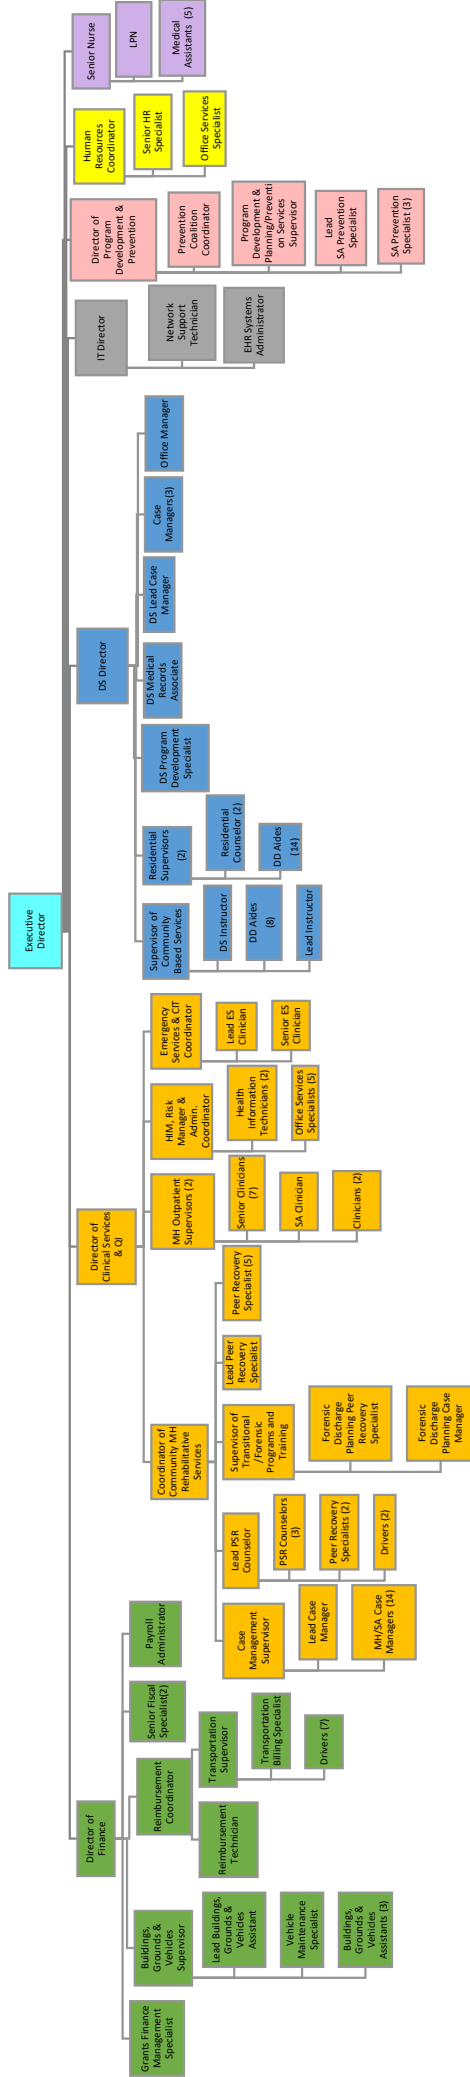 Executive
Director
Director of
Finance
Grants Finance
Management
Specialist
Buildings,
Grounds &
Vehicles
Supervisor
Lead Buildings,
Grounds &
Vehicles
Assistant
Vehicle
Maintenance
Specialist
Buildings,
Grounds &
Vehicles
Assistants (3)
Reimbursement
Coordinator
Reimbursement
Technician
Transportation
Supervisor
Transportation
Billing Specialist
Drivers (7)
Senior Fiscal
Specialist(2)
Payroll
Administrator
Director of
Clinical Services
& QI
Coordinator of
Community MH
Rehabilitative
Services
Case
Management
Supervisor
Lead Case
Manager
MH/SA Case
Managers (14)
Lead PSR
Counselor
PSR Counselors
(3)
Peer Recovery
Specialists (2)
Drivers (2)
Supervisor of
Transitional
/Forensic
Programs and
Training
Forensic
Discharge
Planning Peer
Recovery
Specialist
Forensic
Discharge
Planning Case
Manager
Lead Peer
Recovery
Specialist
Peer Recovery
Specialist (5)
MH Outpatient
Supervisors (2)
Senior Clinicians
(7)
SA Clinician
Clinicians (2)
HIM, Risk
Manager &
Admin.
Coordinator
Health
Information
Technicians (2)
Office Services
Specialists (5)
Emergency
Services & CIT
Coordinator
Lead ES
Clinician
Senior ES
Clinician
DS Director
Supervisor of
Community
Based Services
DS Instructor
DD Aides
(8)
Lead Instructor
Residential
Supervisors
(2)
Residential
Counselor (2)
DD Aides
(14)
DS Program
Development
Specialist
DS Medical
Records
Associate
DS Lead Case
Manager
Case
Managers(3)
Office Manager
IT Director
Network
Support
Technician
EHR Systems
Administrator
Director of
Program
Development &
Prevention
Prevention
Coalition
Coordinator
Program
Development &
Planning/Preventi
on Services
Supervisor
Lead
SA Prevention
Specialist
SA Prevention
Specialist (3)
Human
Resources
Coordinator
Senior HR
Specialist
Office Services
Specialist
Senior Nurse
LPN
Medical
Assistants (5)